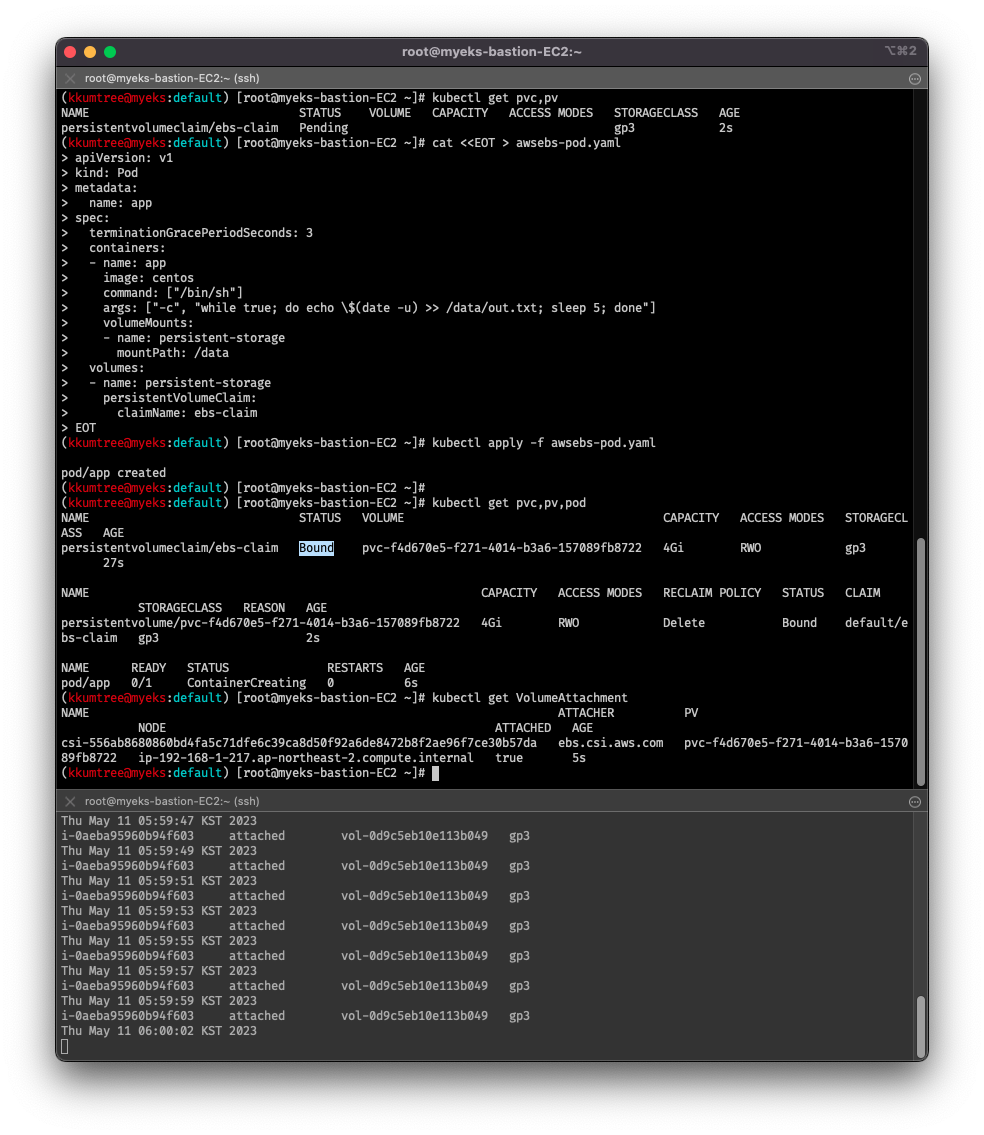 root@myeks-bastion-EC2:~
⌥⌘2
root@myeks-bastion-EC2:~ (ssh)
(kkumtree@myeks:default) [root@myeks-bastion-EC2 ~]# kubectl get pvc,pv
NAME                              STATUS    VOLUME   CAPACITY   ACCESS MODES   STORAGECLASS   AGE
persistentvolumeclaim/ebs-claim   Pending                                      gp3            2s
(kkumtree@myeks:default) [root@myeks-bastion-EC2 ~]# cat <<EOT > awsebs-pod.yaml
> apiVersion: v1
> kind: Pod
> metadata:
>   name: app
> spec:
>   terminationGracePeriodSeconds: 3
>   containers:
>   - name: app
>     image: centos
>     command: ["/bin/sh"]
>     args: ["-c", "while true; do echo \$(date -u) >> /data/out.txt; sleep 5; done"]
>     volumeMounts:
>     - name: persistent-storage
>       mountPath: /data
>   volumes:
>   - name: persistent-storage
>     persistentVolumeClaim:
>       claimName: ebs-claim
> EOT
(kkumtree@myeks:default) [root@myeks-bastion-EC2 ~]# kubectl apply -f awsebs-pod.yaml
pod/app created
(kkumtree@myeks:default) [root@myeks-bastion-EC2 ~]#
(kkumtree@myeks:default) [root@myeks-bastion-EC2 ~]# kubectl get pvc,pv,pod
NAME                              STATUS   VOLUME                                     CAPACITY   ACCESS MODES   STORAGECL
ASS   AGE
persistentvolumeclaim/ebs-claim   Bound    pvc-f4d670e5-f271-4014-b3a6-157089fb8722   4Gi        RWO            gp3
      27s
NAME                                                        CAPACITY   ACCESS MODES   RECLAIM POLICY   STATUS   CLAIM
           STORAGECLASS   REASON   AGE
persistentvolume/pvc-f4d670e5-f271-4014-b3a6-157089fb8722   4Gi        RWO            Delete           Bound    default/e
bs-claim   gp3                     2s
NAME      READY   STATUS              RESTARTS   AGE
pod/app   0/1     ContainerCreating   0          6s
(kkumtree@myeks:default) [root@myeks-bastion-EC2 ~]# kubectl get VolumeAttachment
NAME                                                                   ATTACHER          PV
           NODE                                               ATTACHED   AGE
csi-556ab8680860bd4fa5c71dfe6c39ca8d50f92a6de8472b8f2ae96f7ce30b57da   ebs.csi.aws.com   pvc-f4d670e5-f271-4014-b3a6-1570
89fb8722   ip-192-168-1-217.ap-northeast-2.compute.internal   true       5s
(kkumtree@myeks:default) [root@myeks-bastion-EC2 ~]#
root@myeks-bastion-EC2:~ (ssh)
Thu May 11 05:59:47 KST 2023
i-0aeba95960b94f603     attached        vol-0d9c5eb10e113b049   gp3
Thu May 11 05:59:49 KST 2023
i-0aeba95960b94f603     attached        vol-0d9c5eb10e113b049   gp3
Thu May 11 05:59:51 KST 2023
i-0aeba95960b94f603     attached        vol-0d9c5eb10e113b049   gp3
Thu May 11 05:59:53 KST 2023
i-0aeba95960b94f603     attached        vol-0d9c5eb10e113b049   gp3
Thu May 11 05:59:55 KST 2023
i-0aeba95960b94f603     attached        vol-0d9c5eb10e113b049   gp3
Thu May 11 05:59:57 KST 2023
i-0aeba95960b94f603     attached        vol-0d9c5eb10e113b049   gp3
Thu May 11 05:59:59 KST 2023
i-0aeba95960b94f603     attached        vol-0d9c5eb10e113b049   gp3
Thu May 11 06:00:02 KST 2023